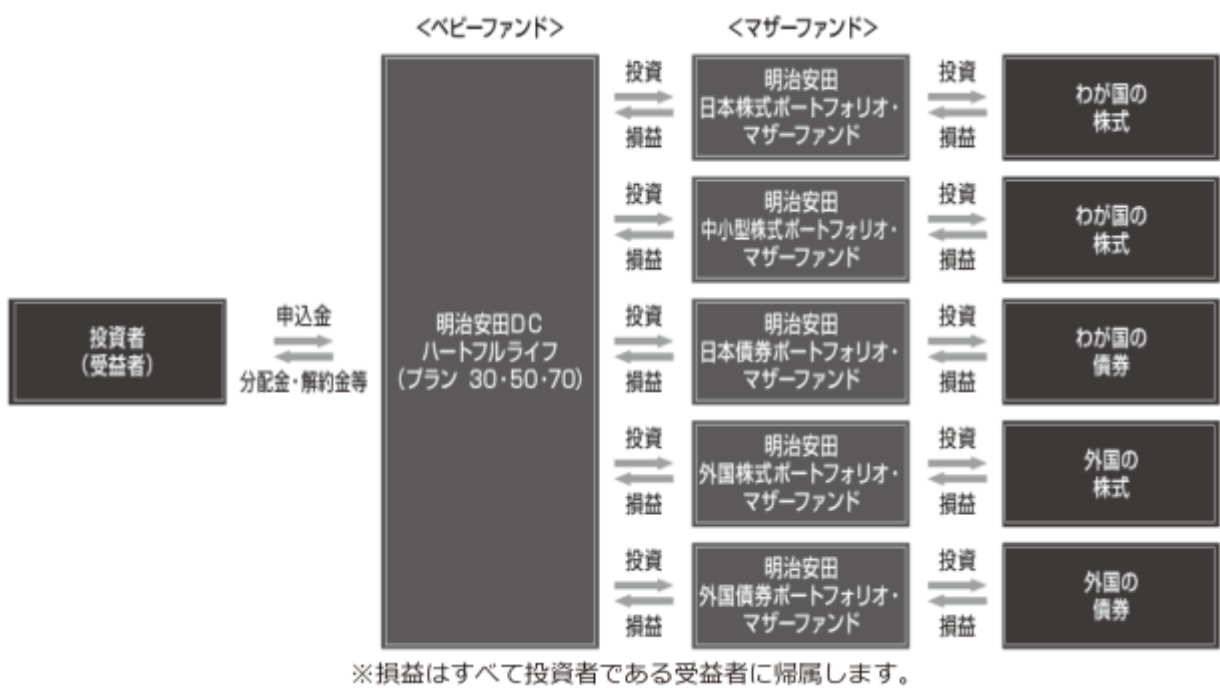 <ベビーファンド>
<マザーファンド>
投資者
(受益者)
申込金
分配金・解約金等
明治安田DC
ハートフルライフ
(プラン 30・50・70)
投資
損益
明治安田
日本株式ポートフォリオ・
マザーファンド
投資
損益
わが国の
株式
投資
損益
明治安田
中小型株式ポートフォリオ・
マザーファンド
投資
損益
わが国の
株式
投資
損益
明治安田
日本債券ポートフォリオ・
マザーファンド
投資
損益
わが国の
債券
投資
損益
明治安田
外国株式ポートフォリオ・
マザーファンド
投資
損益
外国の
株式
投資
損益
明治安田
外国債券ポートフォリオ・
マザーファンド
投資
損益
外国の
債券
※損益はすべて投資者である受益者に帰属します。